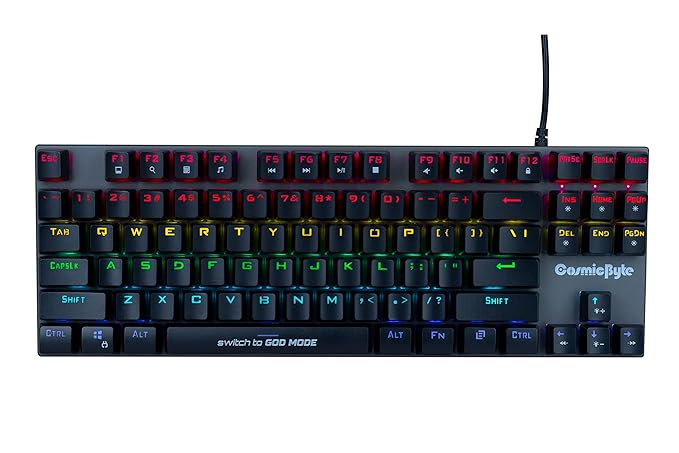 ESC F1 F2 F3 F4 F5 F6 F7 F8 F9 F10 F11 F12 PRTSC SCRLK PAUSE
` ~ 1! 2@ 3# 4$ 5% 6^ 7& 8* 9( 0) - – = + INS HOME PGUP
TAB Q W E R T Y U I O P [{ ]} \| DEL END PGDN
CAPSLK A S D F G H J K L ;: '" CosmicByte
SHIFT Z X C V B N M ,< .> /? SHIFT
CTRL ALT switch to GOD MODE ALT FN CTRL